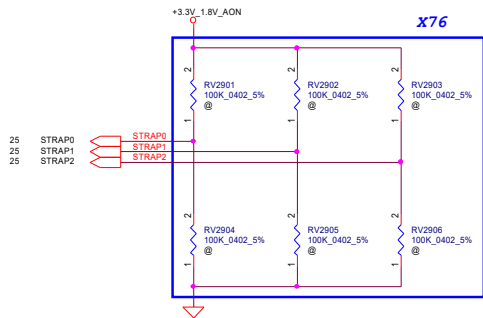 +3.3V_1.8V_AON
X76
2
2
2
RV2901
100K_0402_5%
@
RV2902
100K_0402_5%
@
RV2903
100K_0402_5%
@
1
1
1
25 STRAP0 STRAP0
25 STRAP1 STRAP1
25 STRAP2 STRAP2
2
2
2
RV2904
100K_0402_5%
@
RV2905
100K_0402_5%
@
RV2906
100K_0402_5%
@
1
1
1